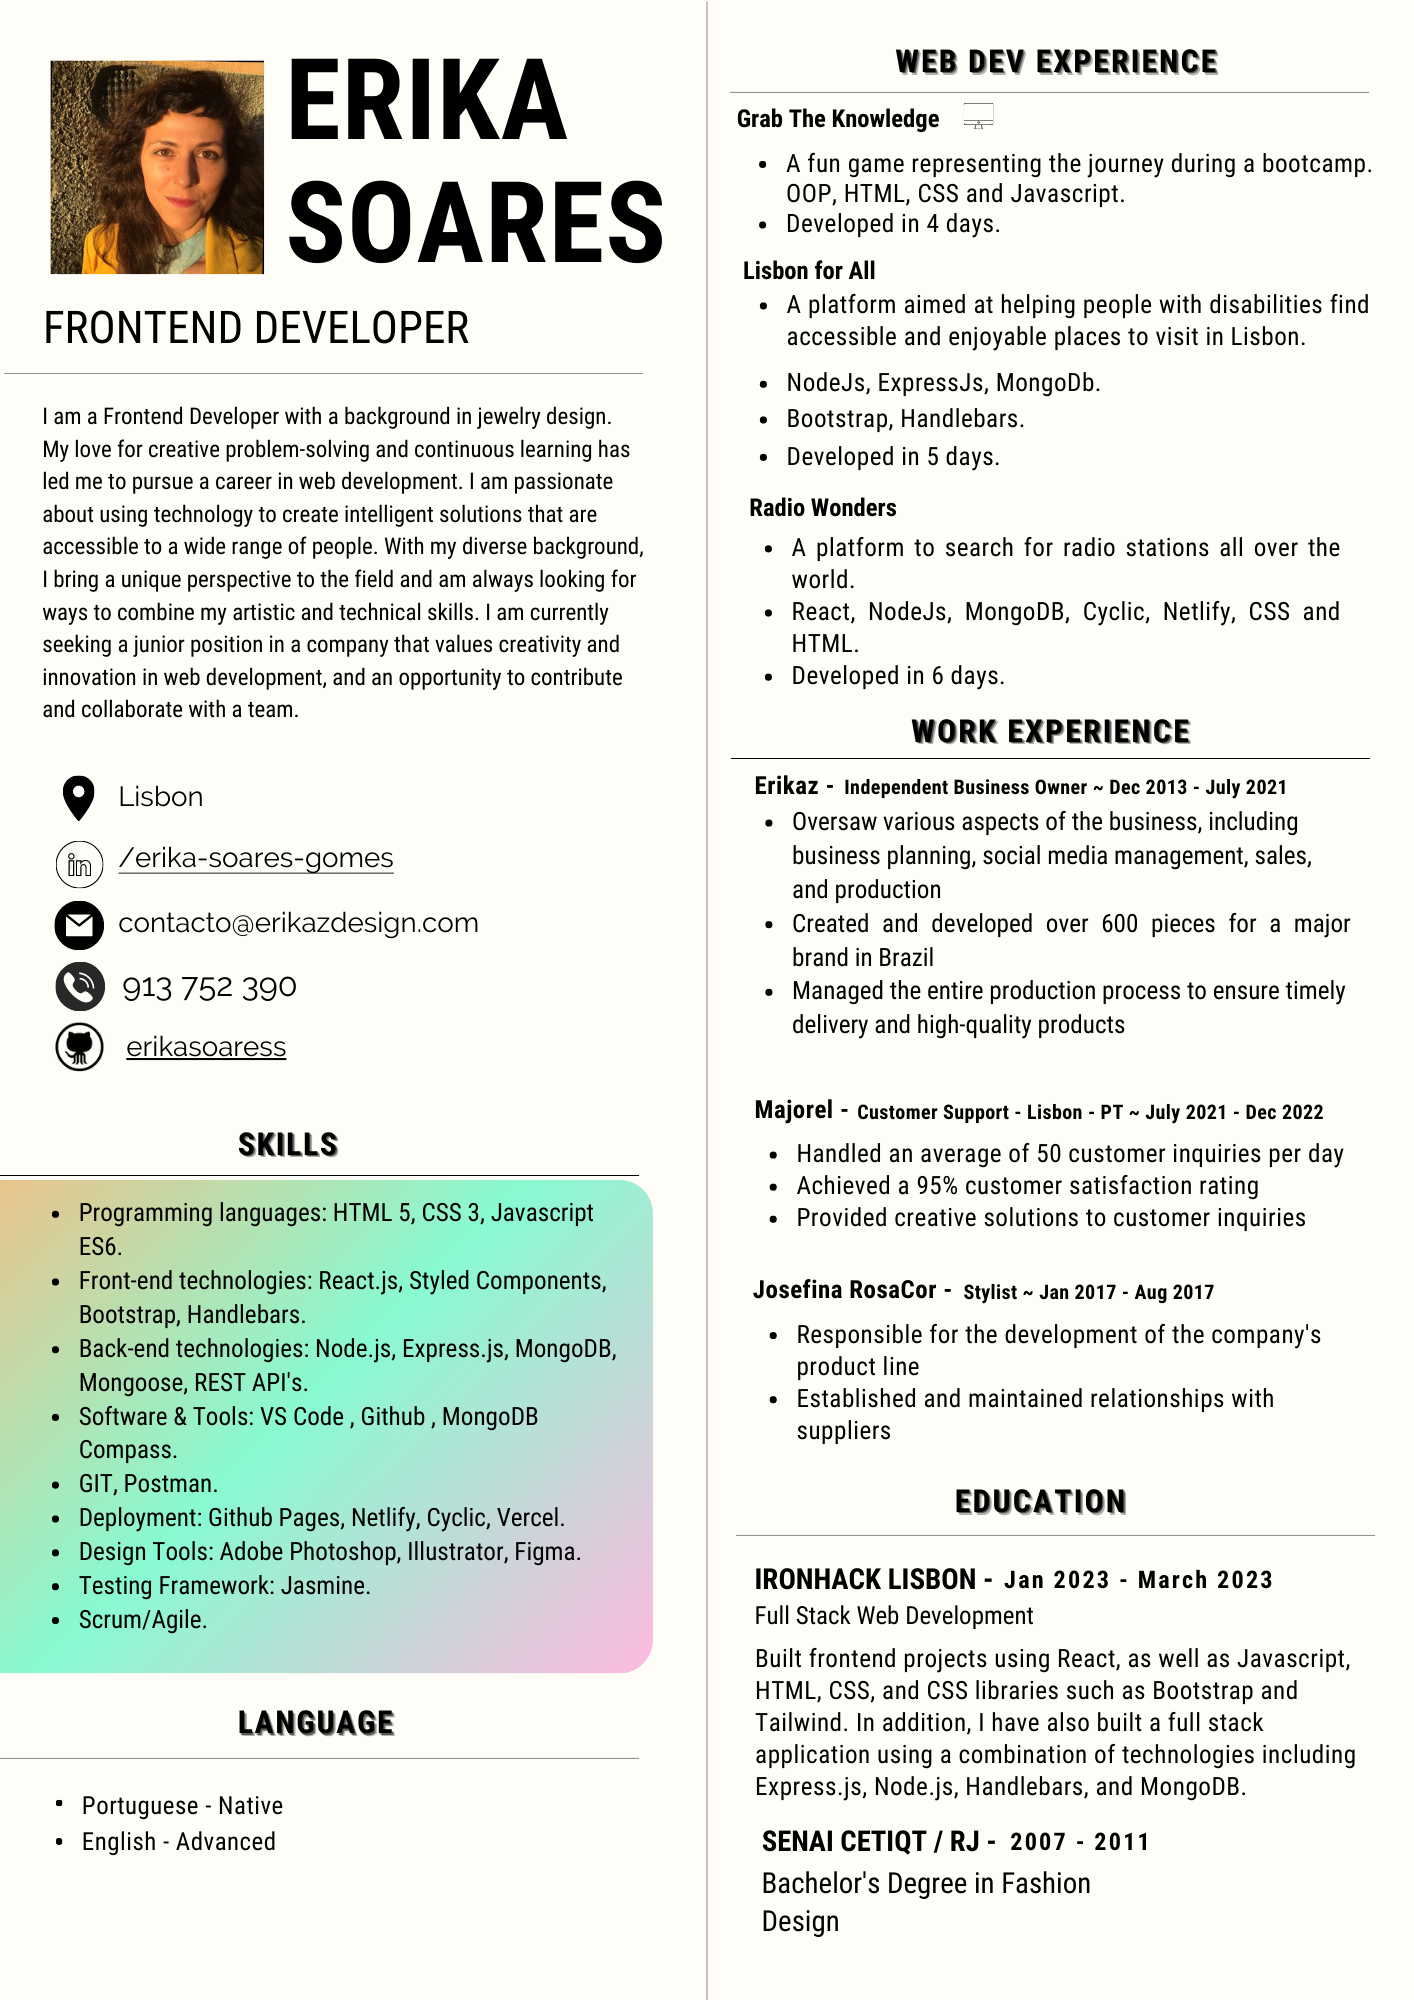 ERIKA
SOARES
FRONTEND DEVELOPER
I am a Frontend Developer with a background in jewelry design.
My love for creative problem-solving and continuous learning has
led me to pursue a career in web development. I am passionate
about using technology to create intelligent solutions that are
accessible to a wide range of people. With my diverse background,
I bring a unique perspective to the field and am always looking for
ways to combine my artistic and technical skills. I am currently
seeking a junior position in a company that values creativity and
innovation in web development, and an opportunity to contribute
and collaborate with a team.
Lisbon
in /erika-soares-gomes
contacto@erikazdesign.com
913 752 390
erikasoaress
SKILLS
• Programming languages: HTML 5, CSS 3, Javascript
ES6.
• Front-end technologies: React.js, Styled Components,
Bootstrap, Handlebars.
• Back-end technologies: Node.js, Express.js, MongoDB,
Mongoose, REST API's.
• Software & Tools: VS Code , Github , MongoDB
Compass.
• GIT, Postman.
• Deployment: Github Pages, Netlify, Cyclic, Vercel.
• Design Tools: Adobe Photoshop, Illustrator, Figma.
• Testing Framework: Jasmine.
• Scrum/Agile.
LANGUAGE
• Portuguese - Native
• English - Advanced
WEB DEV EXPERIENCE
Grab The Knowledge
• A fun game representing the journey during a bootcamp.
OOP, HTML, CSS and Javascript.
• Developed in 4 days.
Lisbon for All
• A platform aimed at helping people with disabilities find
accessible and enjoyable places to visit in Lisbon.
• NodeJs, ExpressJs, MongoDb.
• Bootstrap, Handlebars.
• Developed in 5 days.
Radio Wonders
• A platform to search for radio stations all over the
world.
• React, NodeJs, MongoDB, Cyclic, Netlify, CSS and
HTML.
• Developed in 6 days.
WORK EXPERIENCE
Erikaz - Independent Business Owner ~ Dec 2013 - July 2021
• Oversaw various aspects of the business, including
business planning, social media management, sales,
and production
• Created and developed over 600 pieces for a major
brand in Brazil
• Managed the entire production process to ensure timely
delivery and high-quality products
Majorel - Customer Support - Lisbon - PT ~ July 2021 - Dec 2022
• Handled an average of 50 customer inquiries per day
• Achieved a 95% customer satisfaction rating
• Provided creative solutions to customer inquiries
Josefina RosaCor - Stylist ~ Jan 2017 - Aug 2017
• Responsible for the development of the company's
product line
• Established and maintained relationships with
suppliers
EDUCATION
IRONHACK LISBON - Jan 2023 - March 2023
Full Stack Web Development
Built frontend projects using React, as well as Javascript,
HTML, CSS, and CSS libraries such as Bootstrap and
Tailwind. In addition, I have also built a full stack
application using a combination of technologies including
Express.js, Node.js, Handlebars, and MongoDB.
SENAI CETIQT / RJ - 2007 - 2011
Bachelor's Degree in Fashion
Design